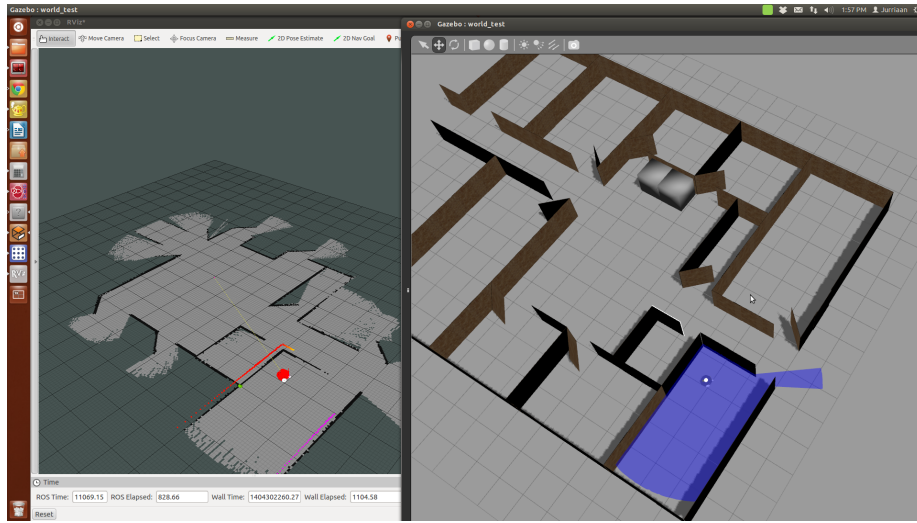 Gazebo : world_test
1:57 PM Jurriaan
RViz*
Gazebo : world_test
Interact Move Camera Select Focus Camera Measure 2D Pose Estimate 2D Nav Goal
RViz
Time
ROS Time: 11069.15 ROS Elapsed: 828.66 Wall Time: 1404302260.27 Wall Elapsed: 1104.58
Reset